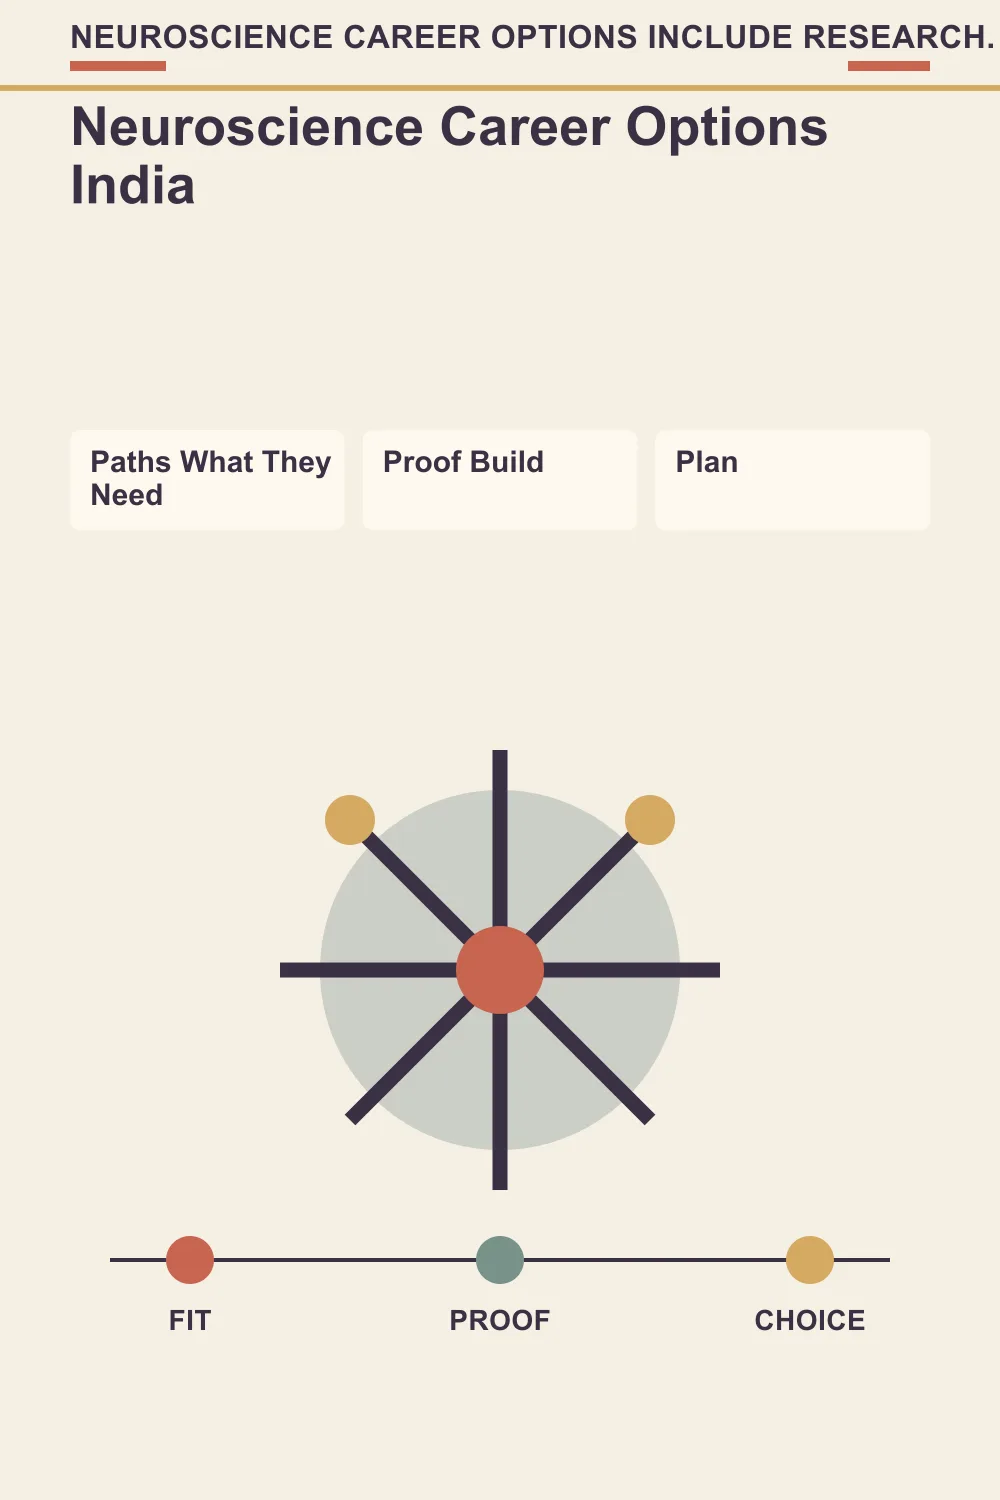 NEUROSCIENCE CAREER OPTIONS INCLUDE RESEARCH.
Neuroscience Career Options
India
Paths What They
Need
Proof Build
Plan
FIT
PROOF
CHOICE